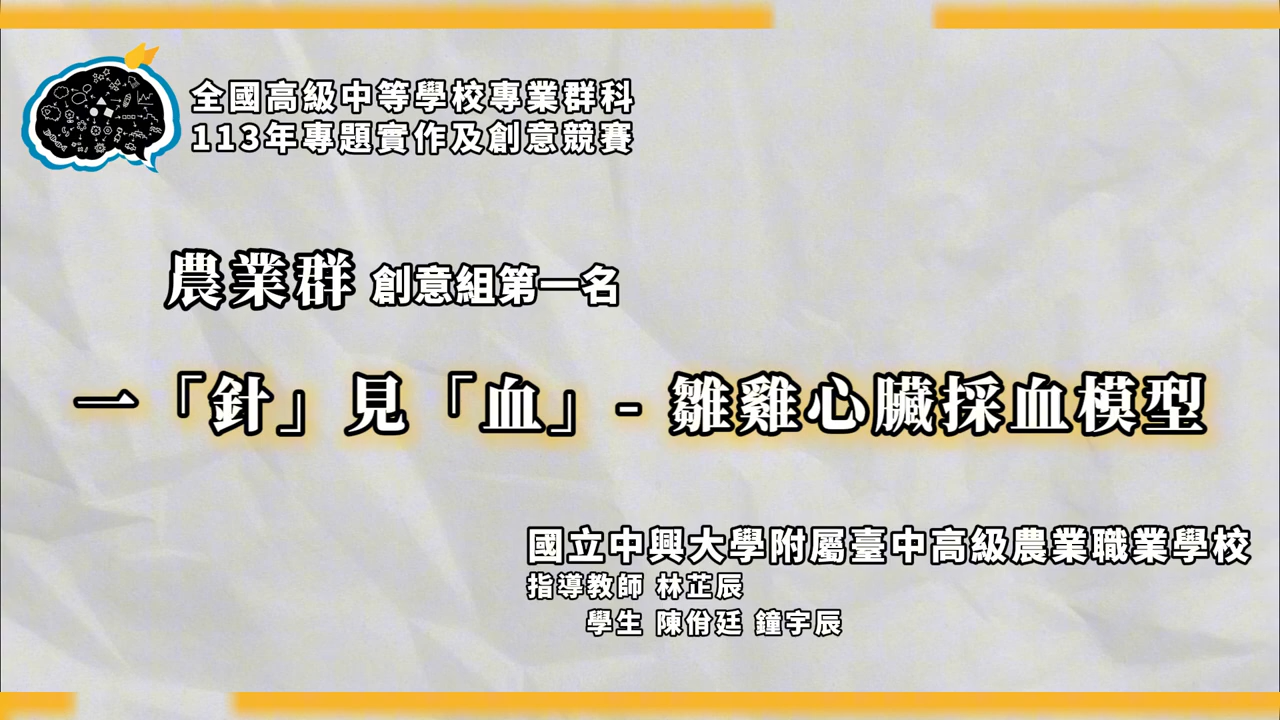 全國高級中等學校專業群科
113年專題實作及創意競賽
農業群 創意組第一名
一「針」見「血」- 雛雞心臟採血模型
國立中興大學附屬臺中高級農業職業學校
指導教師 林芷辰
學生 陳佾廷 鐘宇辰